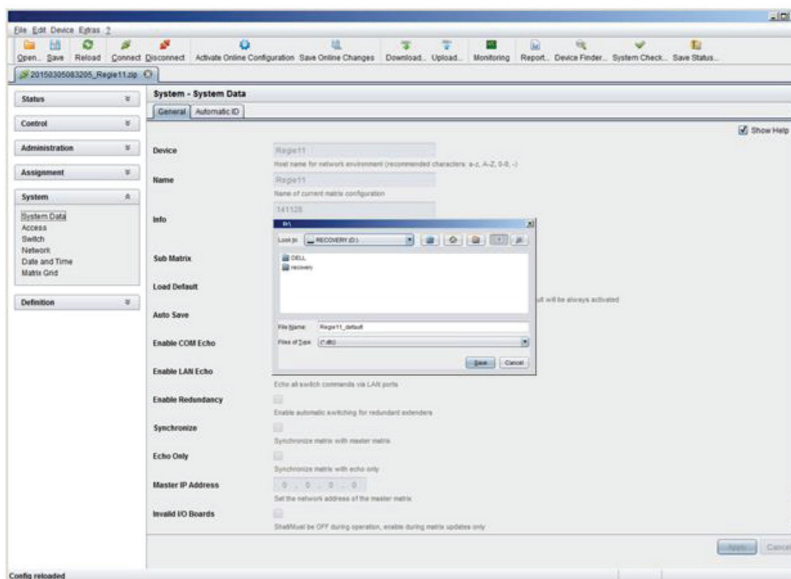 File Edit Device Extras ?
Open... Save Reload Connect Disconnect Activate Online Configuration Save Online Changes Download... Upload... Monitoring Report... Device Finder... System Check... Save Status...
20150305083205_Regie11.zip
Status
Control
Administration
Assignment
System
System Data
Access
Switch
Network
Date and Time
Matrix Grid
Definition
System - System Data
General Automatic ID
Show Help
Device Regie11
Host name for network environment (recommended characters: a-z, A-Z, 0-9, -)
Name Regie11
Name of current matrix configuration
Info 141128
Sub Matrix
Load Default
ult will be always activated
Auto Save
Enable COM Echo
Enable LAN Echo
Echo all switch commands via LAN ports
Enable Redundancy
Enable automatic switching for redundant extenders
Synchronize
Synchronize matrix with master matrix
Echo Only
Synchronize matrix with echo only
Master IP Address 0 . 0 . 0 . 0
Set the network address of the master matrix
Invalid I/O Boards
Shall/Must be OFF during operation, enable during matrix updates only
D:\
Look In: RECOVERY (D:)
DELL
recovery
File Name: Regie11_default
Files of Type: (*.dtc)
Save Cancel
Apply Cancel
Config reloaded